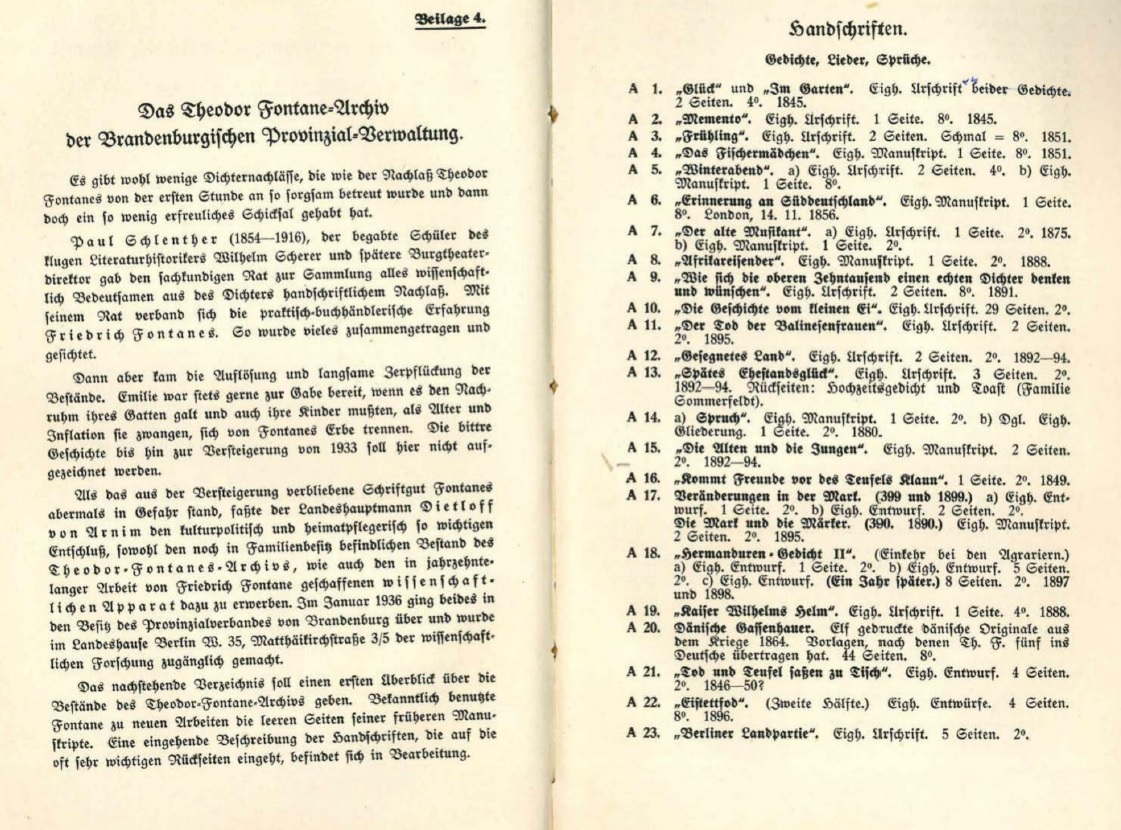 Beilage 4.
Das Theodor Fontane-Archiv
der Brandenburgischen Provinzial-Verwaltung.
Es gibt wohl wenige Dichternachlässe, die wie der Nachlaß Theodor
Fontanes von der ersten Stunde an so sorgsam betreut wurde und dann
doch ein so wenig erfreuliches Schicksal gehabt hat.
Paul Schlenther (1854—1916), der begabte Schüler des
klugen Literaturhistorikers Wilhelm Scherer und spätere Burgtheater-
direktor gab den sachkundigen Rat zur Sammlung alles wissenschaft-
lich Bedeutsamen aus des Dichters handschriftlichem Nachlaß. Mit
seinem Rat verband sich die praktisch-buchhändlerische Erfahrung
Friedrich Fontanes. So wurde vieles zusammengetragen und
gesichtet.
Dann aber kam die Auflösung und langsame Zerpflückung der
Bestände. Emilie war stets gerne zur Gabe bereit, wenn es den Nach-
ruhm ihres Gatten galt und auch ihre Kinder mußten, als Alter und
Inflation sie zwangen, sich von Fontanes Erbe trennen. Die bittre
Geschichte bis hin zur Versteigerung von 1933 soll hier nicht auf-
gezeichnet werden.
Als das aus der Versteigerung verbliebene Schriftgut Fontanes
abermals in Gefahr stand, faßte der Landeshauptmann Dietloff
von Arnim den kulturpolitisch und heimatpflegerisch so wichtigen
Entschluß, sowohl den noch in Familienbesitz befindlichen Bestand des
Theodor-Fontanes-Archivs, wie auch den in jahrzehnte-
langer Arbeit von Friedrich Fontane geschaffenen wissenschaft-
lichen Apparat dazu zu erwerben. Im Januar 1936 ging beides in
den Besitz des Provinzialverbandes von Brandenburg über und wurde
im Landeshause Berlin W. 35, Matthäikirchstraße 3/5 der wissenschaft-
lichen Forschung zugänglich gemacht.
Das nachstehende Verzeichnis soll einen ersten Überblick über die
Bestände des Theodor-Fontane-Archivs geben. Bekanntlich benutzte
Fontane zu neuen Arbeiten die leeren Seiten seiner früheren Manu-
skripte. Eine eingehende Beschreibung der Handschriften, die auf die
oft sehr wichtigen Rückseiten eingeht, befindet sich in Bearbeitung.
Handschriften.
Gedichte, Lieder, Sprüche.
A 1. „Glück“ und „Im Garten“. Eigh. Urschrift beider Gedichte.
2 Seiten. 4°. 1845.
A 2. „Memento“. Eigh. Urschrift. 1 Seite. 8°. 1845.
A 3. „Frühling“. Eigh. Urschrift. 2 Seiten. Schmal = 8°. 1851.
A 4. „Das Fischermädchen“. Eigh. Manuskript. 1 Seite. 8°. 1851.
A 5. „Winterabend“. a) Eigh. Urschrift. 2 Seiten. 4°. b) Eigh.
Manuskript. 1 Seite. 8°.
A 6. „Erinnerung an Süddeutschland“. Eigh. Manuskript. 1 Seite.
8°. London, 14. 11. 1856.
A 7. „Der alte Musikant“. a) Eigh. Urschrift. 1 Seite. 2°. 1875.
b) Eigh. Manuskript. 1 Seite. 2°.
A 8. „Afrikareisender“. Eigh. Manuskript. 1 Seite. 2°. 1888.
A 9. „Wie sich die oberen Zehntausend einen echten Dichter denken
und wünschen“. Eigh. Urschrift. 2 Seiten. 8°. 1891.
A 10. „Die Geschichte vom kleinen Ei“. Eigh. Urschrift. 29 Seiten. 2°.
A 11. „Der Tod der Balinesenfrauen“. Eigh. Urschrift. 2 Seiten.
2°. 1895.
A 12. „Gesegnetes Land“. Eigh. Urschrift. 2 Seiten. 2°. 1892—94.
A 13. „Spätes Ehestandsglück“. Eigh. Urschrift. 3 Seiten. 2°.
1892—94. Rückseiten: Hochzeitsgedicht und Toast (Familie
Sommerfeldt).
A 14. a) „Spruch“. Eigh. Manuskript. 1 Seite. 2°. b) Dgl. Eigh.
Gliederung. 1 Seite. 2°. 1880.
A 15. „Die Alten und die Jungen“. Eigh. Manuskript. 2 Seiten.
2°. 1892—94.
A 16. „Kommt Freunde vor des Teufels Klaun“. 1 Seite. 2°. 1849.
A 17. Veränderungen in der Mark. (399 und 1899.) a) Eigh. Ent-
wurf. 1 Seite. 2°. b) Eigh. Entwurf. 2 Seiten. 2°.
Die Mark und die Märker. (390. 1890.) Eigh. Manuskript.
2 Seiten. 2°. 1895.
A 18. „Hermanduren-Gedicht II“. (Einkehr bei den Agrariern.)
a) Eigh. Entwurf. 1 Seite. 2°. b) Eigh. Entwurf. 5 Seiten.
2°. c) Eigh. Entwurf. (Ein Jahr später.) 8 Seiten. 2°. 1897
und 1898.
A 19. „Kaiser Wilhelms Helm“. Eigh. Urschrift. 1 Seite. 4°. 1888.
A 20. Dänische Gassenhauer. Elf gedruckte dänische Originale aus
dem Kriege 1864. Vorlagen, nach denen Th. F. fünf ins
Deutsche übertragen hat. 44 Seiten. 8°.
A 21. „Tod und Teufel saßen zu Tisch“. Eigh. Entwurf. 4 Seiten.
2°. 1846—50?
A 22. „Eistettfod“. (Zweite Hälfte.) Eigh. Entwürfe. 4 Seiten.
8°. 1896.
A 23. „Berliner Landpartie“. Eigh. Urschrift. 5 Seiten. 2°.